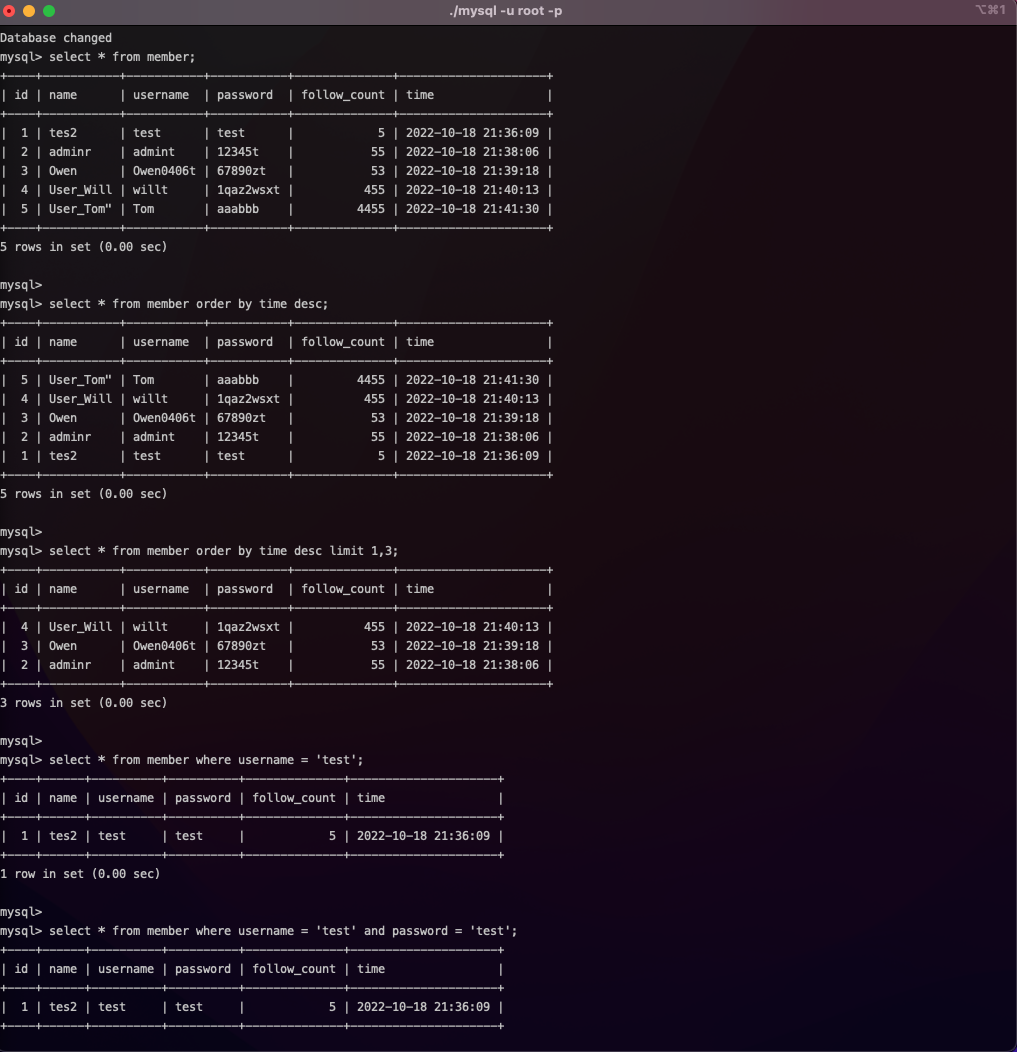 ./mysql -u root -p
⌥⌘1
Database changed
mysql> select * from member;
+----+-----------+-----------+-----------+--------------+---------------------+
| id | name      | username  | password  | follow_count | time                |
+----+-----------+-----------+-----------+--------------+---------------------+
|  1 | tes2      | test      | test      |            5 | 2022-10-18 21:36:09 |
|  2 | adminr    | admint    | 12345t    |           55 | 2022-10-18 21:38:06 |
|  3 | Owen      | Owen0406t | 67890zt   |           53 | 2022-10-18 21:39:18 |
|  4 | User_Will | willt     | 1qaz2wsxt |          455 | 2022-10-18 21:40:13 |
|  5 | User_Tom" | Tom       | aaabbb    |         4455 | 2022-10-18 21:41:30 |
+----+-----------+-----------+-----------+--------------+---------------------+
5 rows in set (0.00 sec)

mysql>
mysql> select * from member order by time desc;
+----+-----------+-----------+-----------+--------------+---------------------+
| id | name      | username  | password  | follow_count | time                |
+----+-----------+-----------+-----------+--------------+---------------------+
|  5 | User_Tom" | Tom       | aaabbb    |         4455 | 2022-10-18 21:41:30 |
|  4 | User_Will | willt     | 1qaz2wsxt |          455 | 2022-10-18 21:40:13 |
|  3 | Owen      | Owen0406t | 67890zt   |           53 | 2022-10-18 21:39:18 |
|  2 | adminr    | admint    | 12345t    |           55 | 2022-10-18 21:38:06 |
|  1 | tes2      | test      | test      |            5 | 2022-10-18 21:36:09 |
+----+-----------+-----------+-----------+--------------+---------------------+
5 rows in set (0.00 sec)

mysql>
mysql> select * from member order by time desc limit 1,3;
+----+-----------+-----------+-----------+--------------+---------------------+
| id | name      | username  | password  | follow_count | time                |
+----+-----------+-----------+-----------+--------------+---------------------+
|  4 | User_Will | willt     | 1qaz2wsxt |          455 | 2022-10-18 21:40:13 |
|  3 | Owen      | Owen0406t | 67890zt   |           53 | 2022-10-18 21:39:18 |
|  2 | adminr    | admint    | 12345t    |           55 | 2022-10-18 21:38:06 |
+----+-----------+-----------+-----------+--------------+---------------------+
3 rows in set (0.00 sec)

mysql>
mysql> select * from member where username = 'test';
+----+------+----------+----------+--------------+---------------------+
| id | name | username | password | follow_count | time                |
+----+------+----------+----------+--------------+---------------------+
|  1 | tes2 | test     | test     |            5 | 2022-10-18 21:36:09 |
+----+------+----------+----------+--------------+---------------------+
1 row in set (0.00 sec)

mysql>
mysql> select * from member where username = 'test' and password = 'test';
+----+------+----------+----------+--------------+---------------------+
| id | name | username | password | follow_count | time                |
+----+------+----------+----------+--------------+---------------------+
|  1 | tes2 | test     | test     |            5 | 2022-10-18 21:36:09 |
+----+------+----------+----------+--------------+---------------------+